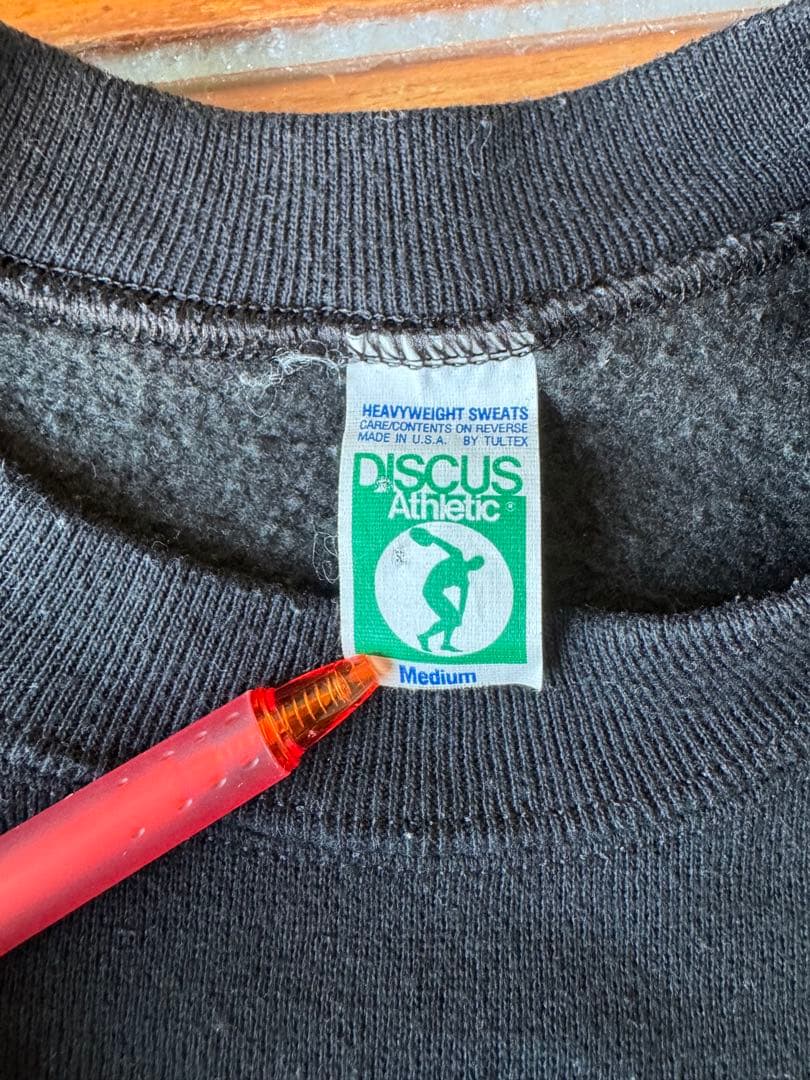 HEAVYWEIGHT SWEATS
CARE/CONTENTS ON REVERSE
MADE IN U.S.A. BY TULTEX
DISCUS
Athletic ®
Medium